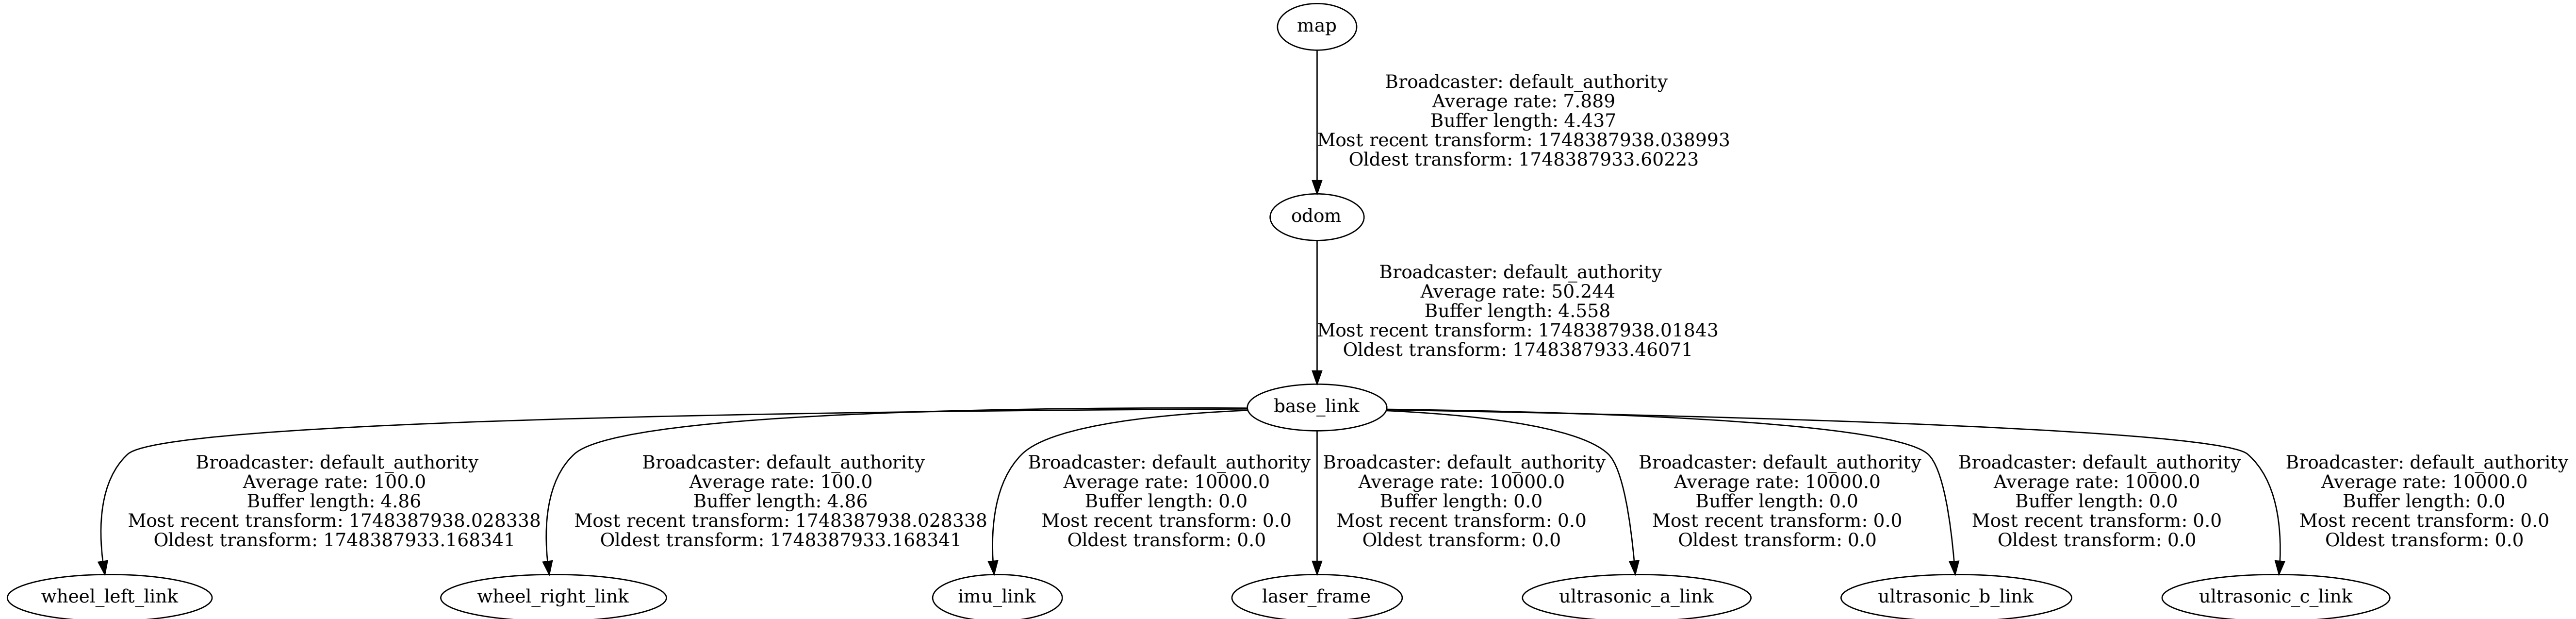 map
Broadcaster: default_authority
Average rate: 7.889
Buffer length: 4.437
Most recent transform: 1748387938.038993
Oldest transform: 1748387933.60223
odom
Broadcaster: default_authority
Average rate: 50.244
Buffer length: 4.558
Most recent transform: 1748387938.01843
Oldest transform: 1748387933.46071
base_link
Broadcaster: default_authority
Average rate: 100.0
Buffer length: 4.86
Most recent transform: 1748387938.028338
Oldest transform: 1748387933.168341
Broadcaster: default_authority
Average rate: 100.0
Buffer length: 4.86
Most recent transform: 1748387938.028338
Oldest transform: 1748387933.168341
Broadcaster: default_authority
Average rate: 10000.0
Buffer length: 0.0
Most recent transform: 0.0
Oldest transform: 0.0
Broadcaster: default_authority
Average rate: 10000.0
Buffer length: 0.0
Most recent transform: 0.0
Oldest transform: 0.0
Broadcaster: default_authority
Average rate: 10000.0
Buffer length: 0.0
Most recent transform: 0.0
Oldest transform: 0.0
Broadcaster: default_authority
Average rate: 10000.0
Buffer length: 0.0
Most recent transform: 0.0
Oldest transform: 0.0
Broadcaster: default_authority
Average rate: 10000.0
Buffer length: 0.0
Most recent transform: 0.0
Oldest transform: 0.0
wheel_left_link
wheel_right_link
imu_link
laser_frame
ultrasonic_a_link
ultrasonic_b_link
ultrasonic_c_link